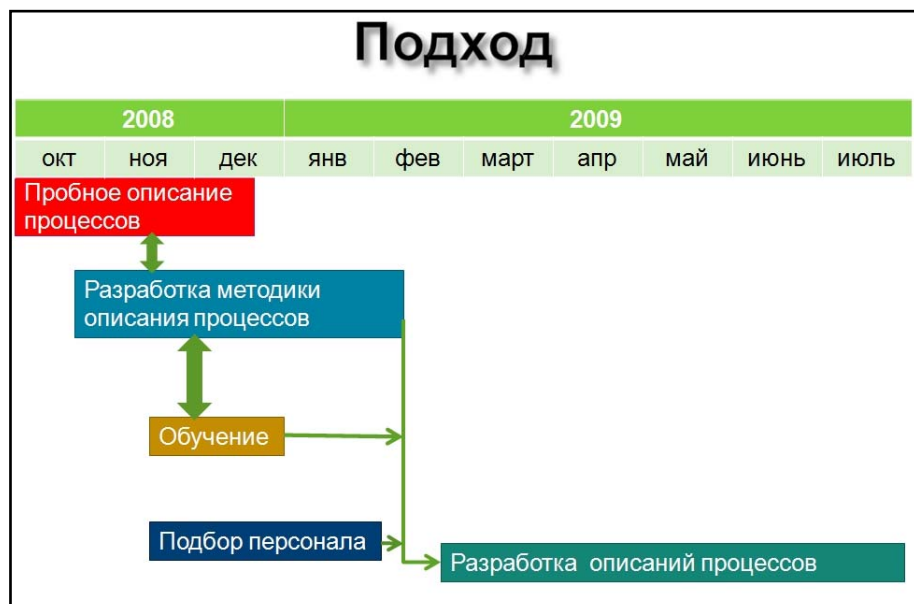 Подход
2008 2009
окт ноя дек янв фев март апр май июнь июль
Пробное описание
процессов
Разработка методики
описания процессов
Обучение
Подбор персонала
Разработка описаний процессов